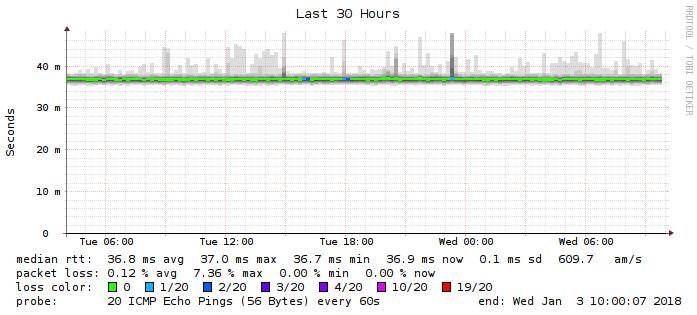 Last 30 Hours
RRDTOOL / TOBI OETIKER
Seconds
40 m
30 m
20 m
10 m
0
Tue 06:00 Tue 12:00 Tue 18:00 Wed 00:00 Wed 06:00
median rtt: 36.8 ms avg 37.0 ms max 36.7 ms min 36.9 ms now 0.1 ms sd 609.7 am/s
packet loss: 0.12 % avg 7.36 % max 0.00 % min 0.00 % now
loss color: 0 1/20 2/20 3/20 4/20 10/20 19/20
probe: 20 ICMP Echo Pings (56 Bytes) every 60s end: Wed Jan 3 10:00:07 2018